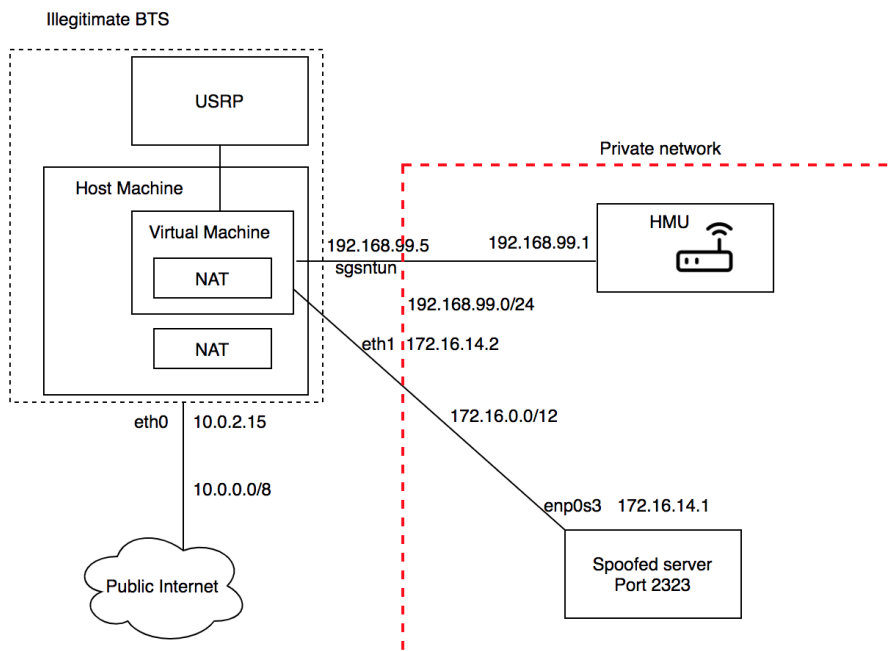 Illegitimate BTS
USRP
Private network
Host Machine
HMU
Virtual Machine
192.168.99.5
192.168.99.1
sgsntun
NAT
192.168.99.0/24
eth1 172.16.14.2
NAT
172.16.0.0/12
eth0 10.0.2.15
10.0.0.0/8
enp0s3 172.16.14.1
Spoofed server
Port 2323
Public Internet